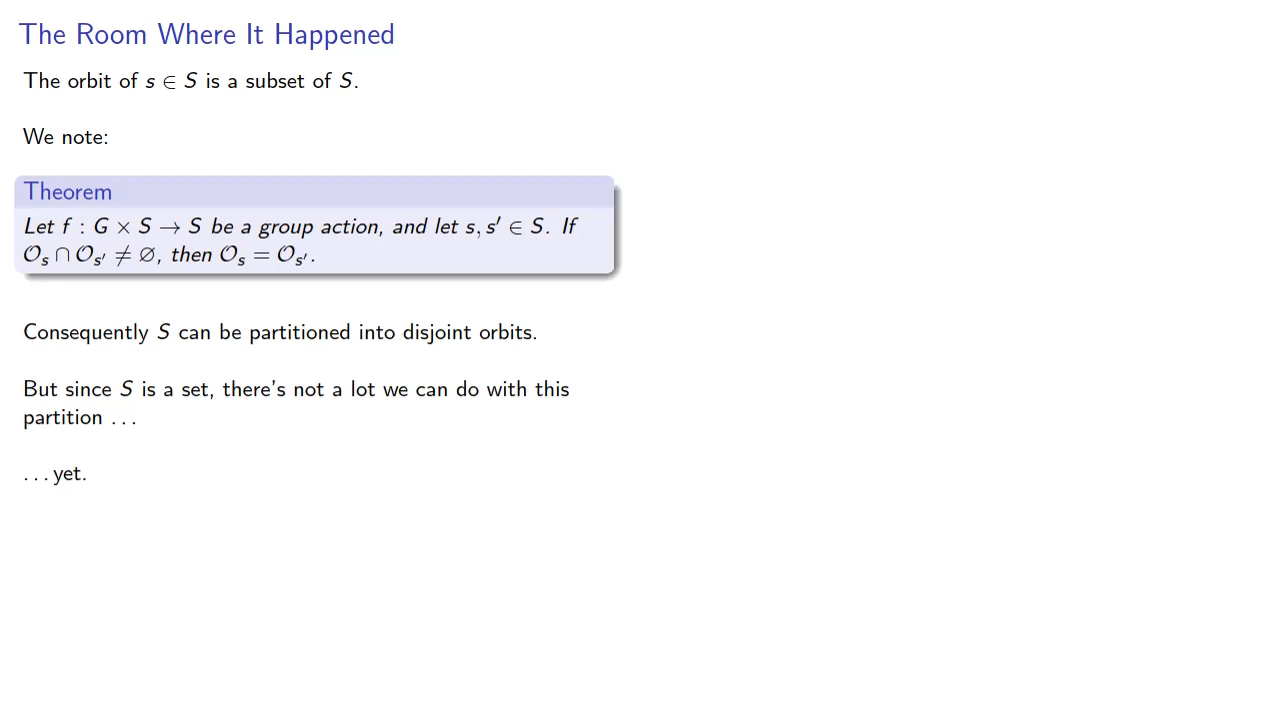 The Room Where It Happened
The orbit of s ∈ S is a subset of S.
We note:
Theorem
Let f : G × S → S be a group action, and let s, s′ ∈ S. If
𝒪ₛ ∩ 𝒪ₛ′ ≠ ∅, then 𝒪ₛ = 𝒪ₛ′.
Consequently S can be partitioned into disjoint orbits.
But since S is a set, there's not a lot we can do with this
partition . . .
. . . yet.